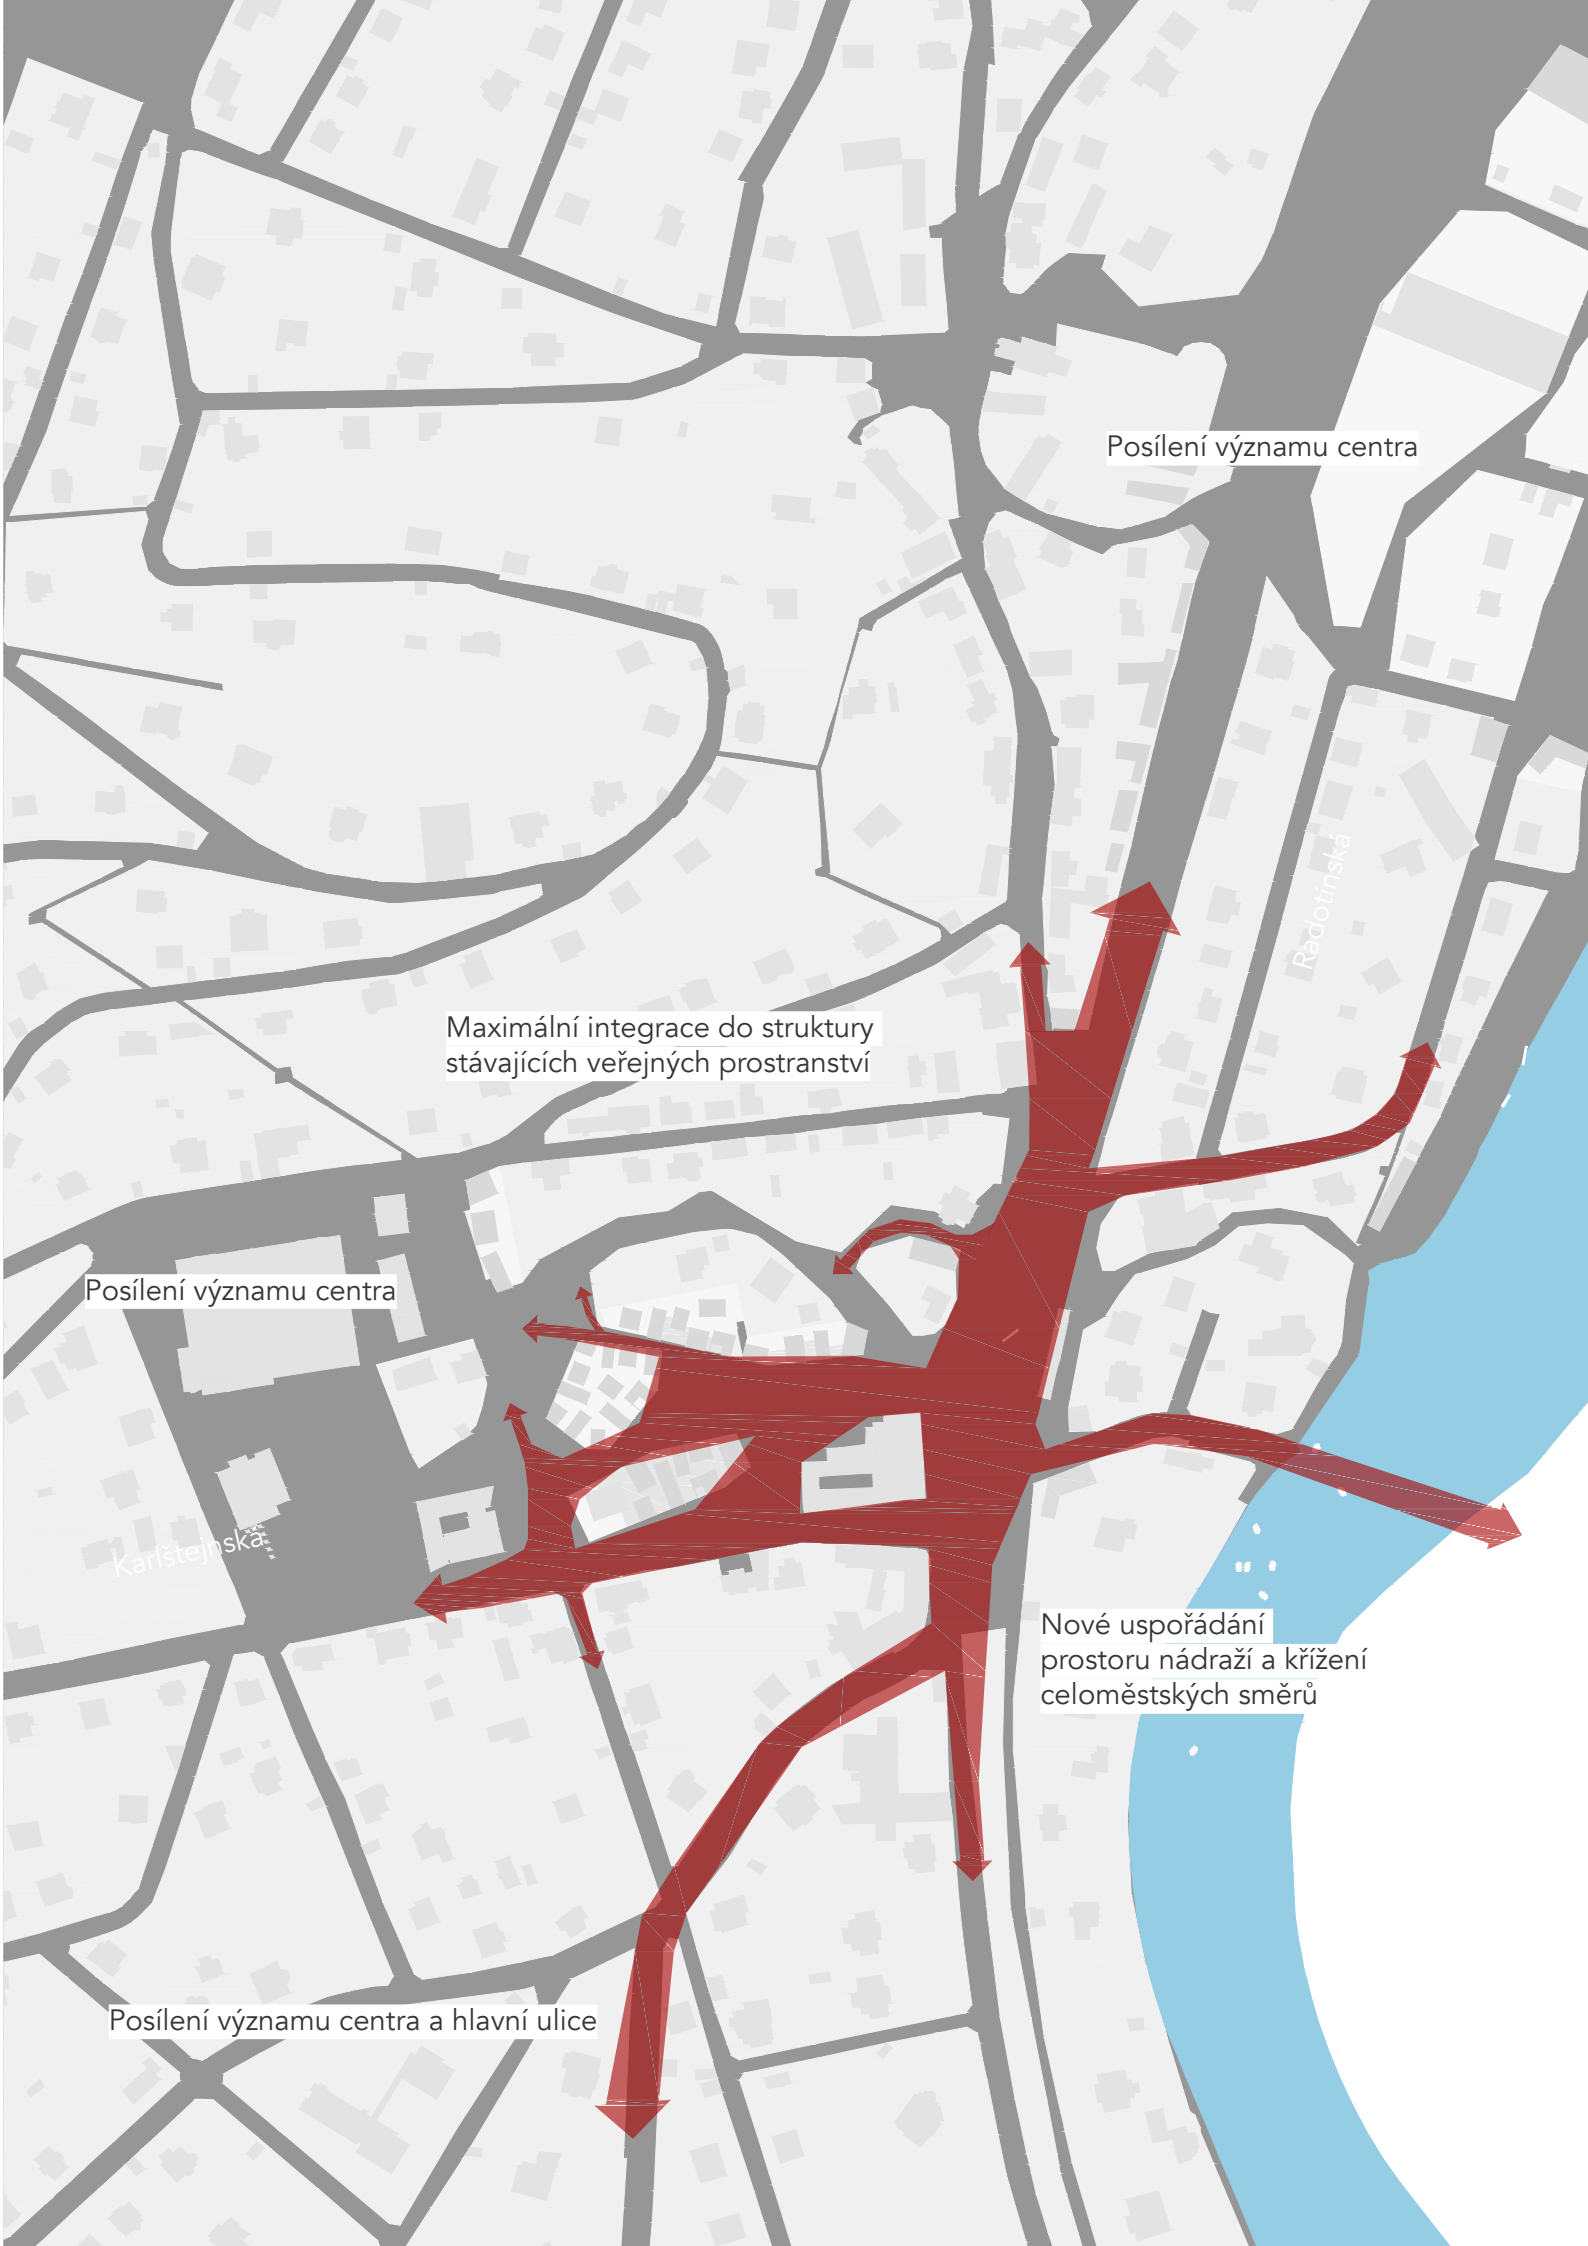 Posílení významu centra
Radotínská
Maximální integrace do struktury
stávajících veřejných prostranství
Posílení významu centra
Karlštejnská
Nové uspořádání
prostoru nádraží a křížení
celoměstských směrů
Posílení významu centra a hlavní ulice